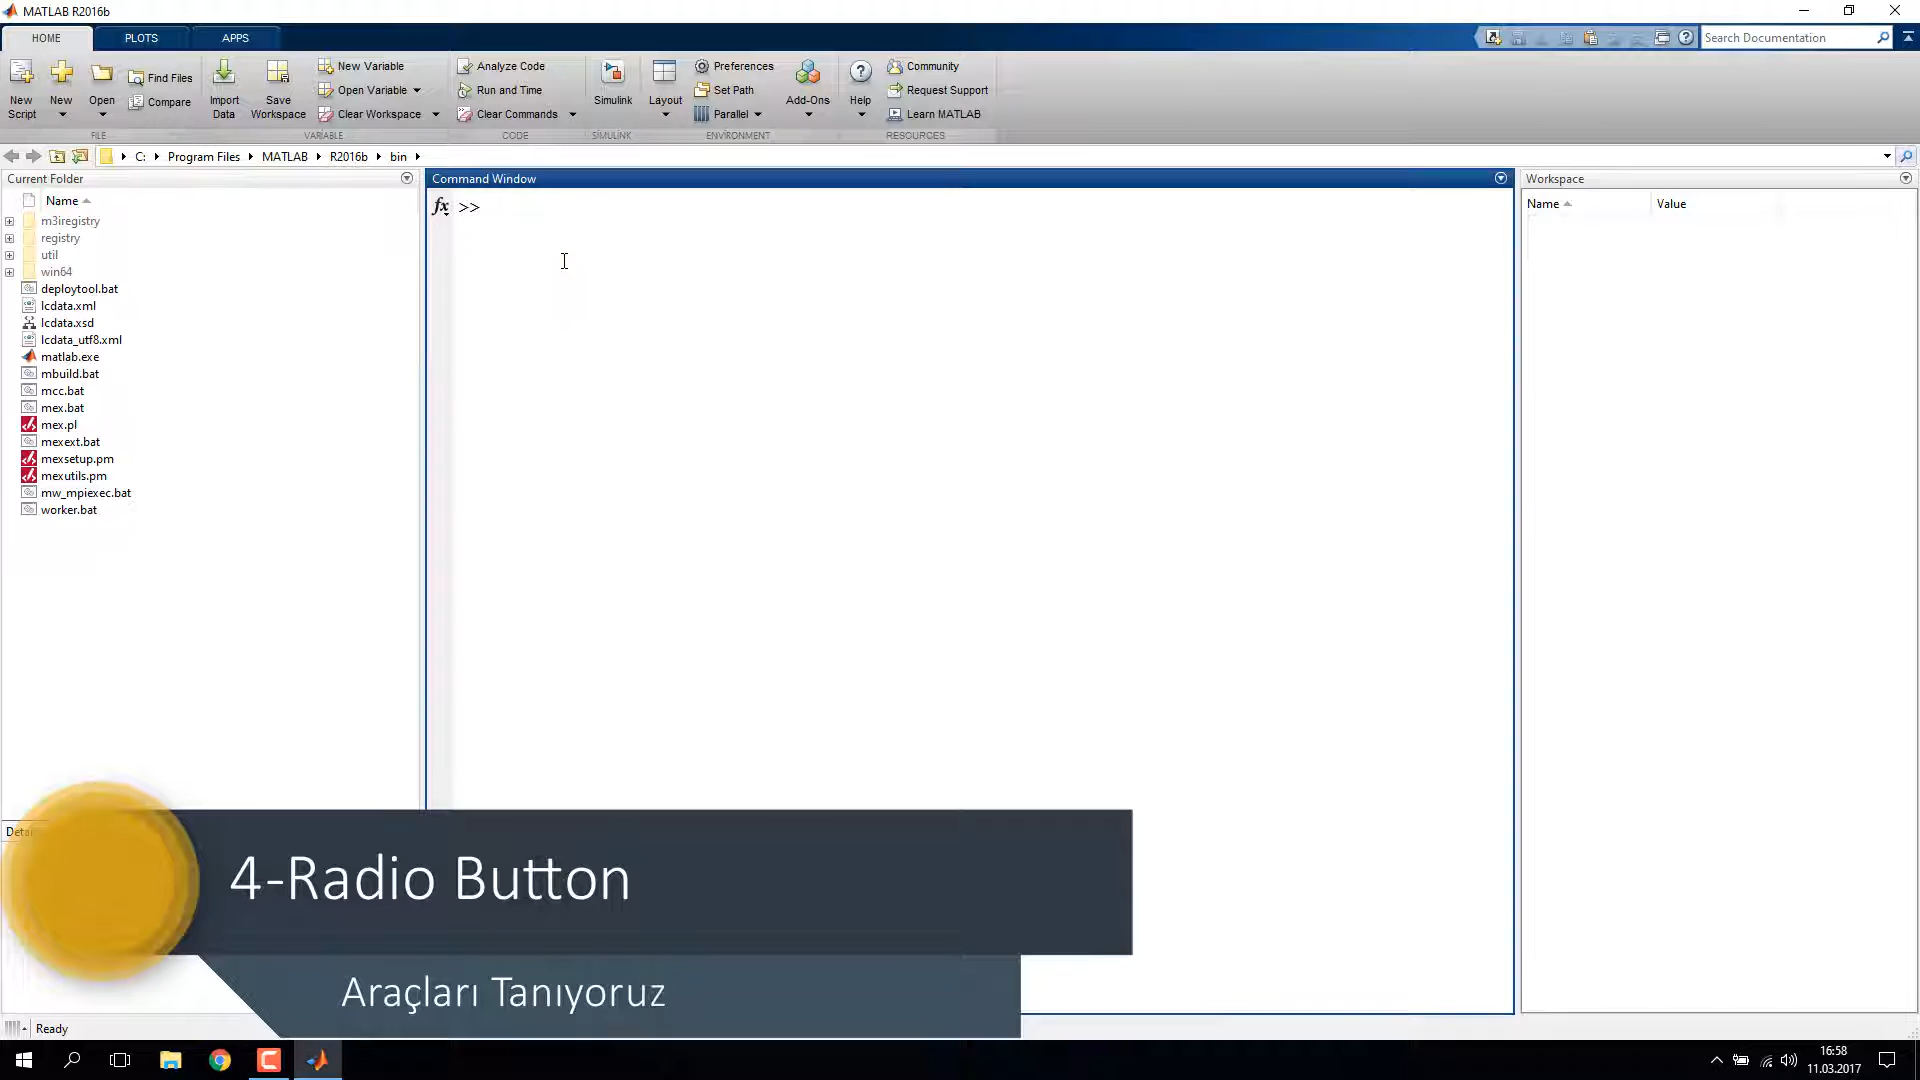 MATLAB R2016b
HOME
PLOTS
APPS
Search Documentation
New Script
New
Open
Find Files
Compare
Import Data
Save Workspace
New Variable
Open Variable
Clear Workspace
Analyze Code
Run and Time
Clear Commands
Simulink
Layout
Preferences
Set Path
Parallel
Add-Ons
Help
Community
Request Support
Learn MATLAB
FILE
VARIABLE
CODE
SIMULINK
ENVIRONMENT
RESOURCES
C:
Program Files
MATLAB
R2016b
bin
Current Folder
Name
m3iregistry
registry
util
win64
deploytool.bat
lcdata.xml
lcdata.xsd
lcdata_utf8.xml
matlab.exe
mbuild.bat
mcc.bat
mex.bat
mex.pl
mexext.bat
mexsetup.pm
mexutils.pm
mw_mpiexec.bat
worker.bat
Command Window
fx >>
Workspace
Name
Value
4-Radio Button
Araçları Tanıyoruz
Ready
16:58
11.03.2017